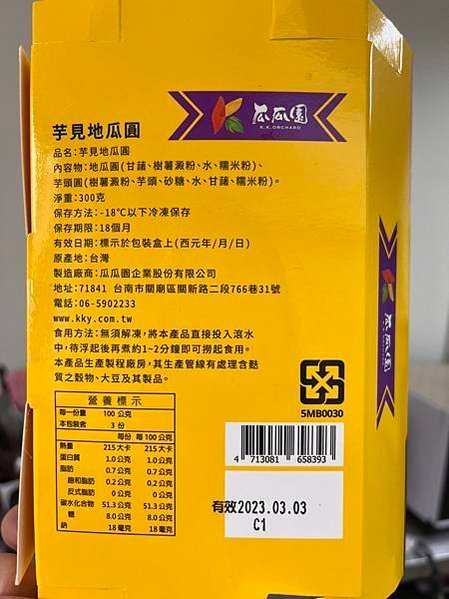 瓜瓜園
K.K. ORCHARD
芋見地瓜圓
品名:芋見地瓜圓
內容物:地瓜圓(甘藷、樹薯澱粉、水、糯米粉)、
芋頭圓(樹薯澱粉、芋頭、砂糖、水、甘藷、糯米粉)。
淨重:300克
保存方法:-18℃以下冷凍保存
保存期限:18個月
有效日期:標示於包裝盒上(西元年/月/日)
原產地:台灣
製造廠商:瓜瓜園企業股份有限公司
地址:71841 台南市關廟區關新路二段766巷31號
電話:06-5902233
www.kky.com.tw
食用方法:無須解凍,將本產品直接投入滾水
中,待浮起後再煮約1~2分鐘即可撈起食用。
本產品生產製程廠房,其生產管線有處理含麩
質之穀物、大豆及其製品。
營養標示
每一份量 100 公克
本包裝含 3 份
每份 每 100 公克
熱量 215 大卡 215 大卡
蛋白質 1.0 公克 1.0 公克
脂肪 0.7 公克 0.7 公克
飽和脂肪 0.2 公克 0.2 公克
反式脂肪 0 公克 0 公克
碳水化合物 51.3 公克 51.3 公克
糖 8.0 公克 8.0 公克
鈉 18 毫克 18 毫克
5MB0030
4 713081 658393
有效2023.03.03
C1
瓜瓜園